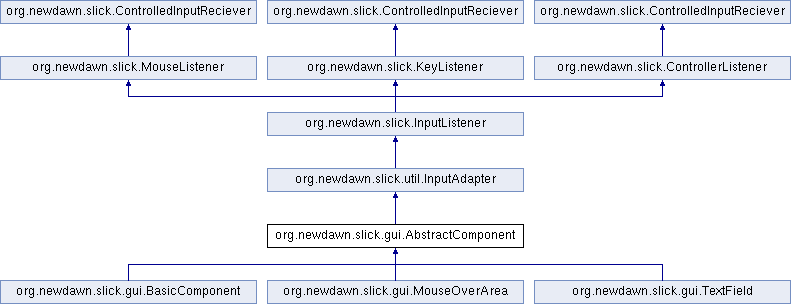 org.newdawn.slick.ControlledInputReciever
org.newdawn.slick.ControlledInputReciever
org.newdawn.slick.ControlledInputReciever
org.newdawn.slick.MouseListener
org.newdawn.slick.KeyListener
org.newdawn.slick.ControllerListener
org.newdawn.slick.InputListener
org.newdawn.slick.util.InputAdapter
org.newdawn.slick.gui.AbstractComponent
org.newdawn.slick.gui.BasicComponent
org.newdawn.slick.gui.MouseOverArea
org.newdawn.slick.gui.TextField